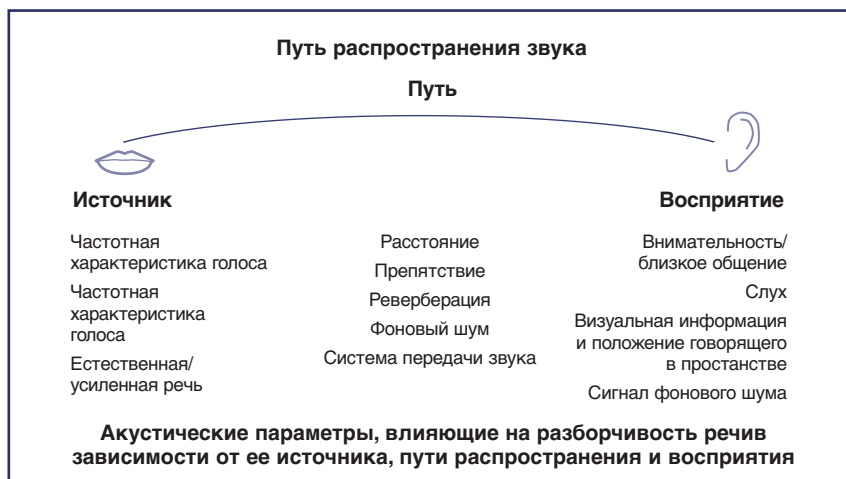 Путь распространения звука
Путь
Источник
Частотная
характеристика голоса
Частотная
характеристика
голоса
Естественная/
усиленная речь
Расстояние
Препятствие
Реверберация
Фоновый шум
Система передачи звука
Восприятие
Внимательность/
близкое общение
Слух
Визуальная информация
и положение говорящего
в простанстве
Сигнал фонового шума
Акустические параметры, влияющие на разборчивость речив
зависимости от ее источника, пути распространения и восприятия